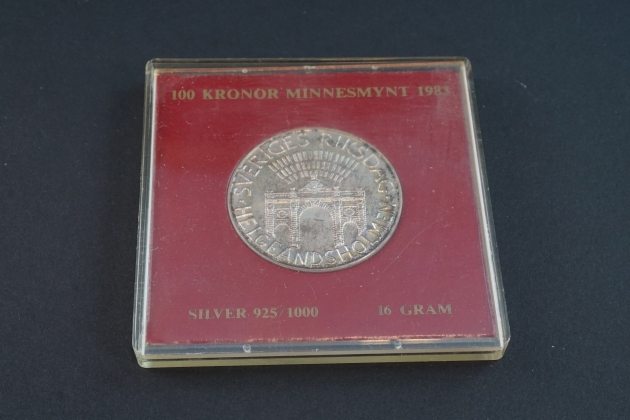 100 KRONOR MINNESMYNT 1983
SVERIGES RIKSDAG
HELGEANDSHOLMEN
SILVER 925/1000
16 GRAM